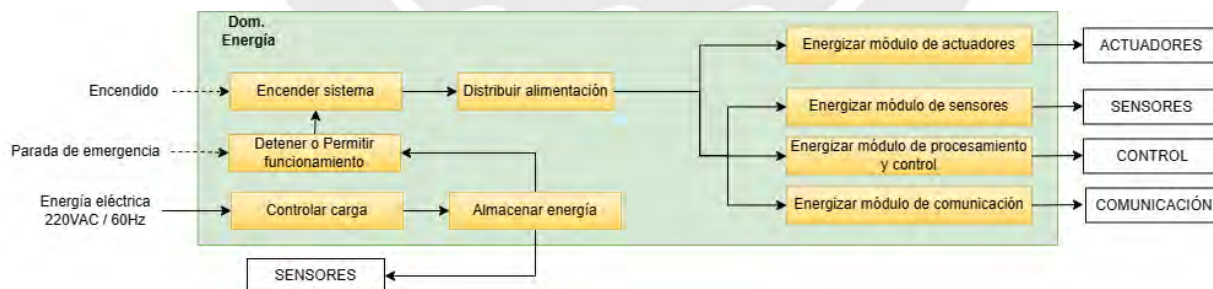 Dom.
Energía
Energizar módulo de actuadores
ACTUADORES
Encendido
Encender sistema
Distribuir alimentación
Energizar módulo de sensores
SENSORES
Parada de emergencia
Detener o Permitir
funcionamiento
Energizar módulo de procesamiento
y control
CONTROL
Energía eléctrica
220VAC / 60Hz
Controlar carga
Almacenar energía
Energizar módulo de comunicación
COMUNICACIÓN
SENSORES